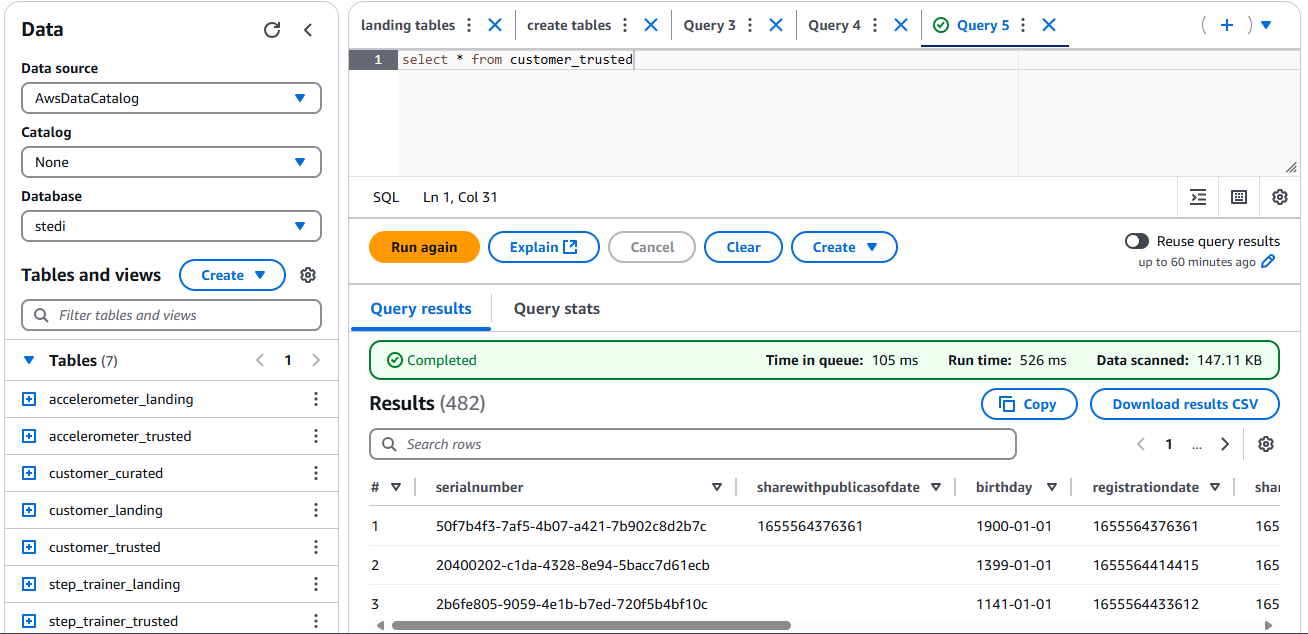 Data
Data source
AwsDataCatalog
Catalog
None
Database
stedi
Tables and views Create
Filter tables and views
Tables (7) 1
accelerometer_landing
accelerometer_trusted
customer_curated
customer_landing
customer_trusted
step_trainer_landing
step_trainer_trusted
landing tables create tables Query 3 Query 4 Query 5
1 select * from customer_trusted
SQL Ln 1, Col 31
Run again Explain Cancel Clear Create
Reuse query results
up to 60 minutes ago
Query results Query stats
Completed Time in queue: 105 ms Run time: 526 ms Data scanned: 147.11 KB
Results (482) Copy Download results CSV
Search rows 1 ...
# serialnumber sharewithpublicasofdate birthday registrationdate shar
1 50f7b4f3-7af5-4b07-a421-7b902c8d2b7c 1655564376361 1900-01-01 1655564376361 165
2 20400202-c1da-4328-8e94-5bacc7d61ecb 1399-01-01 1655564414415 165
3 2b6fe805-9059-4e1b-b7ed-720f5b4bf10c 1141-01-01 1655564433612 165